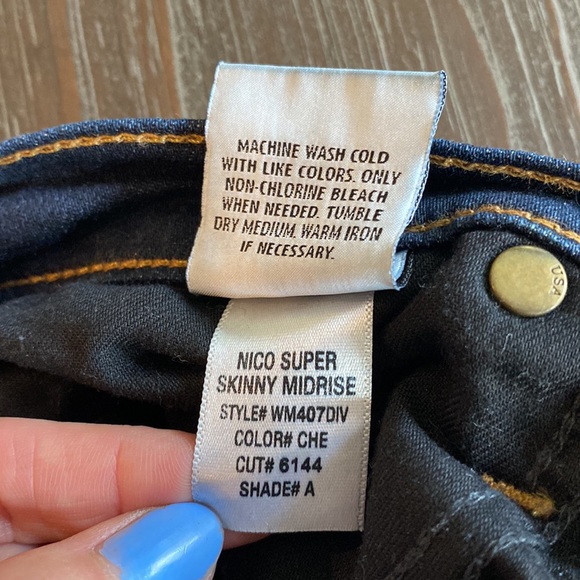 MACHINE WASH COLD
WITH LIKE COLORS. ONLY
NON-CHLORINE BLEACH
WHEN NEEDED. TUMBLE
DRY MEDIUM. WARM IRON
IF NECESSARY.
USA
NICO SUPER
SKINNY MIDRISE
STYLE# WM407DIV
COLOR# CHE
CUT# 6144
SHADE# A